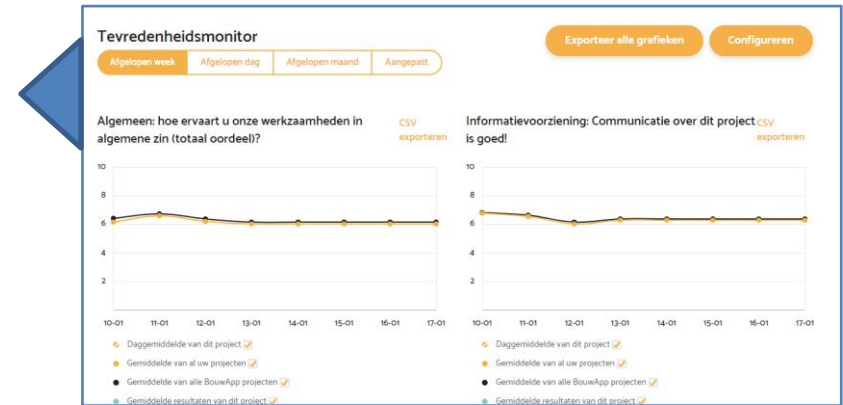 Tevredenheidsmonitor
Exporteer alle grafieken
Configureren
Afgelopen week
Afgelopen dag
Afgelopen maand
Aangepast
Algemeen: hoe ervaart u onze werkzaamheden in
algemene zin (totaal oordeel)?
CSV
exporteren
10
8
6
4
2
10-01
11-01
12-01
13-01
14-01
15-01
16-01
17-01
Daggemiddelde van dit project
Gemiddelde van al uw projecten
Gemiddelde van alle BouwApp projecten
Gemiddelde resultaten van dit project
Informatievoorziening: Communicatie over dit project
is goed!
CSV
exporteren
10
8
6
4
2
10-01
11-01
12-01
13-01
14-01
15-01
16-01
17-01
Daggemiddelde van dit project
Gemiddelde van al uw projecten
Gemiddelde van alle BouwApp projecten
Gemiddelde resultaten van dit project